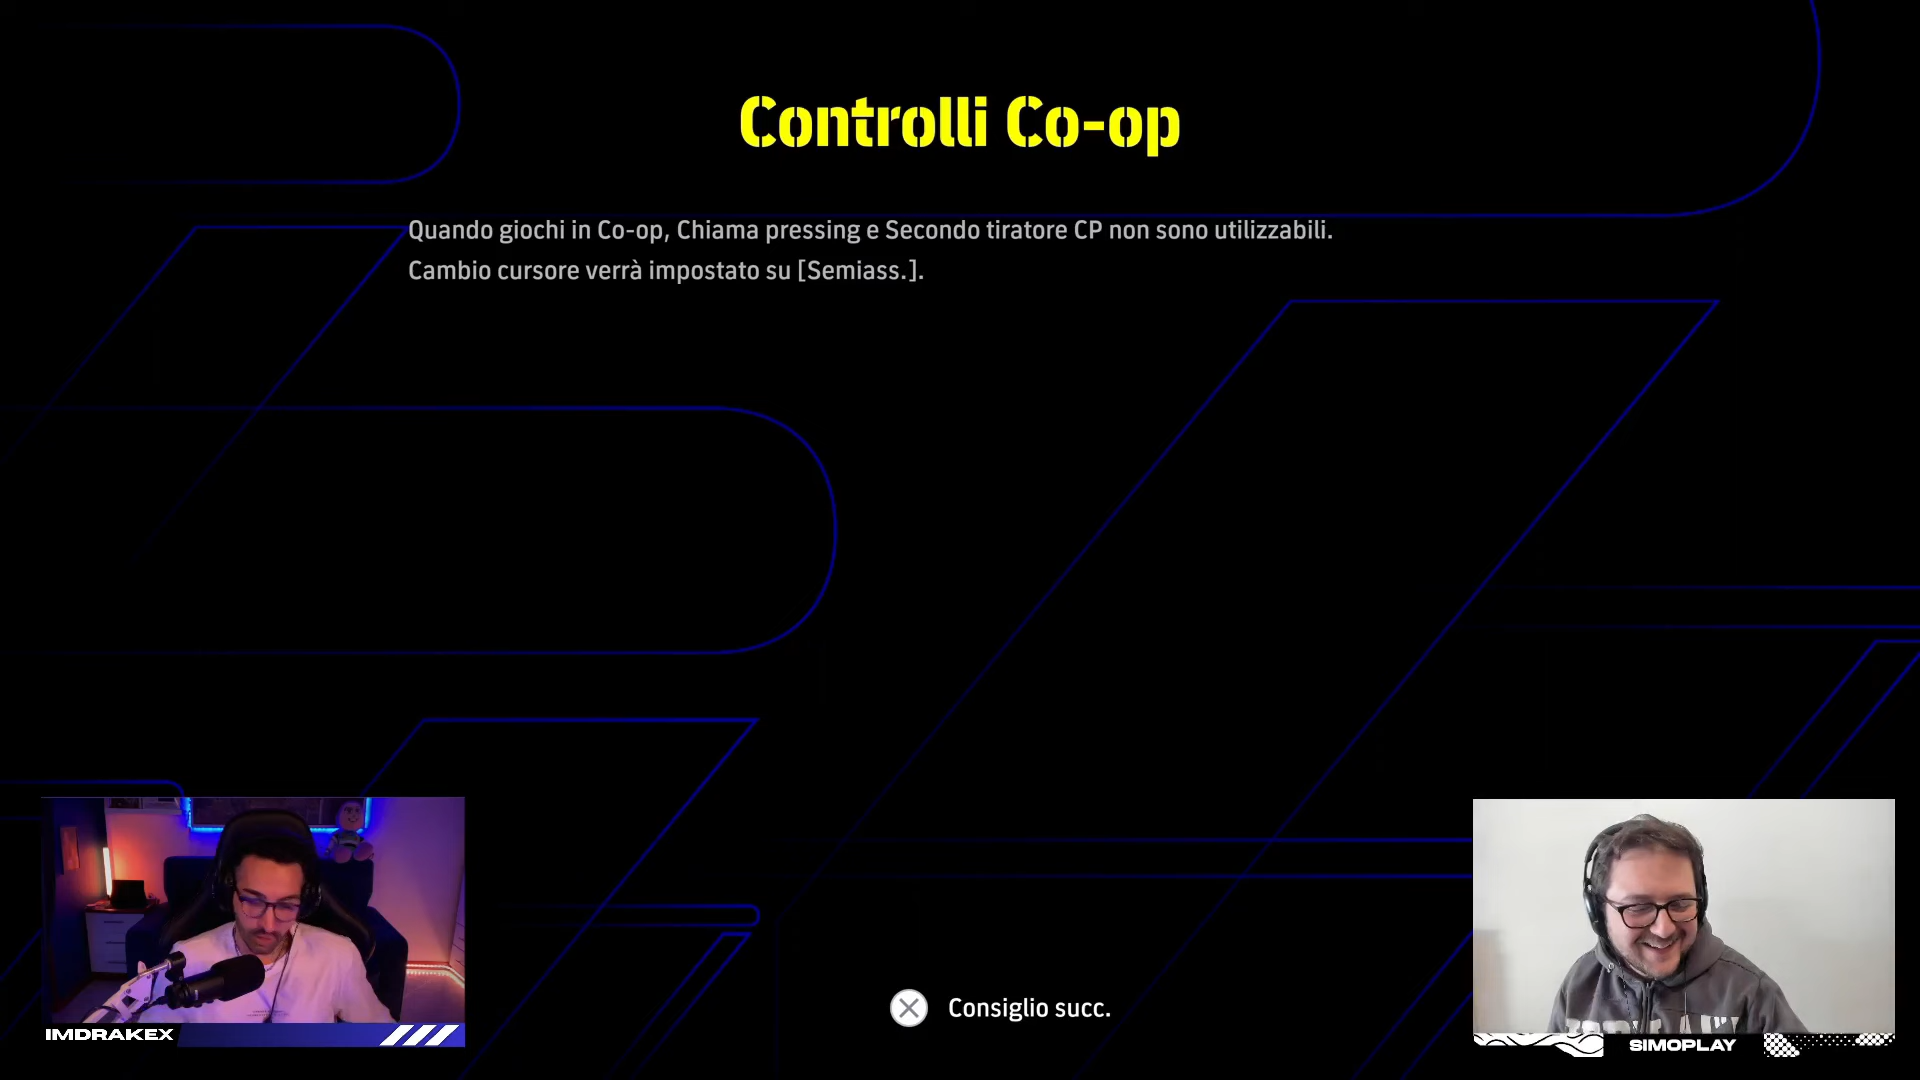 Controlli Co-op
Quando giochi in Co-op, Chiama pressing e Secondo tiratore CP non sono utilizzabili.
Cambio cursore verrà impostato su [Semiass.].
Consiglio succ.
IMDRAKEX
SIMOPLAY